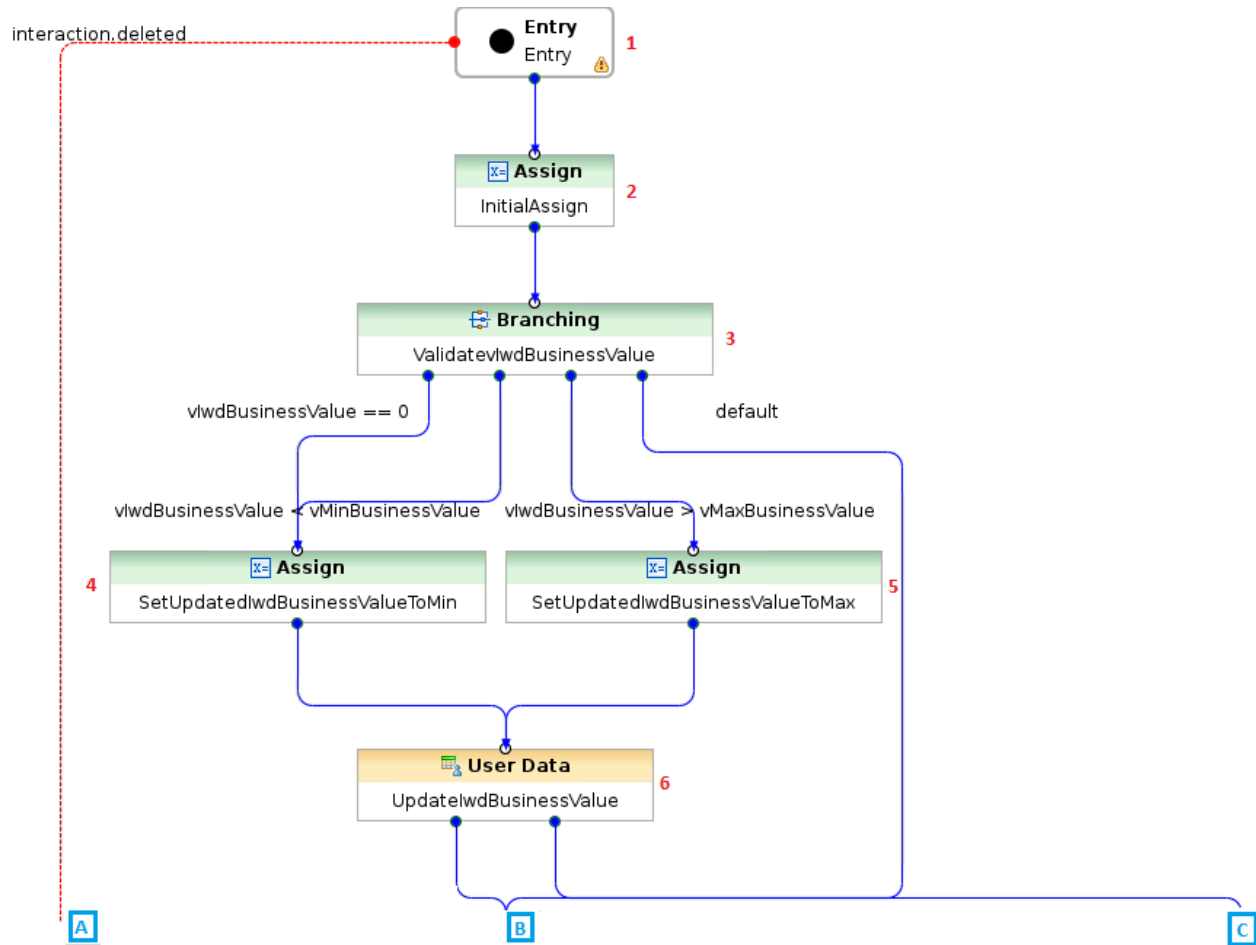 interaction.deleted
Entry
Entry
1
Assign
InitialAssign
2
Branching
ValidatevIwdBusinessValue
3
vIwdBusinessValue == 0
default
vIwdBusinessValue < vMinBusinessValue
vIwdBusinessValue > vMaxBusinessValue
4
Assign
SetUpdatedIwdBusinessValueToMin
Assign
SetUpdatedIwdBusinessValueToMax
5
User Data
UpdateIwdBusinessValue
6
A
B
C